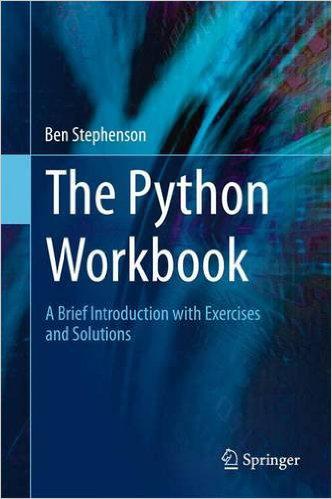 Ben Stephenson
The Python
Workbook
A Brief Introduction with Exercises
and Solutions
Springer